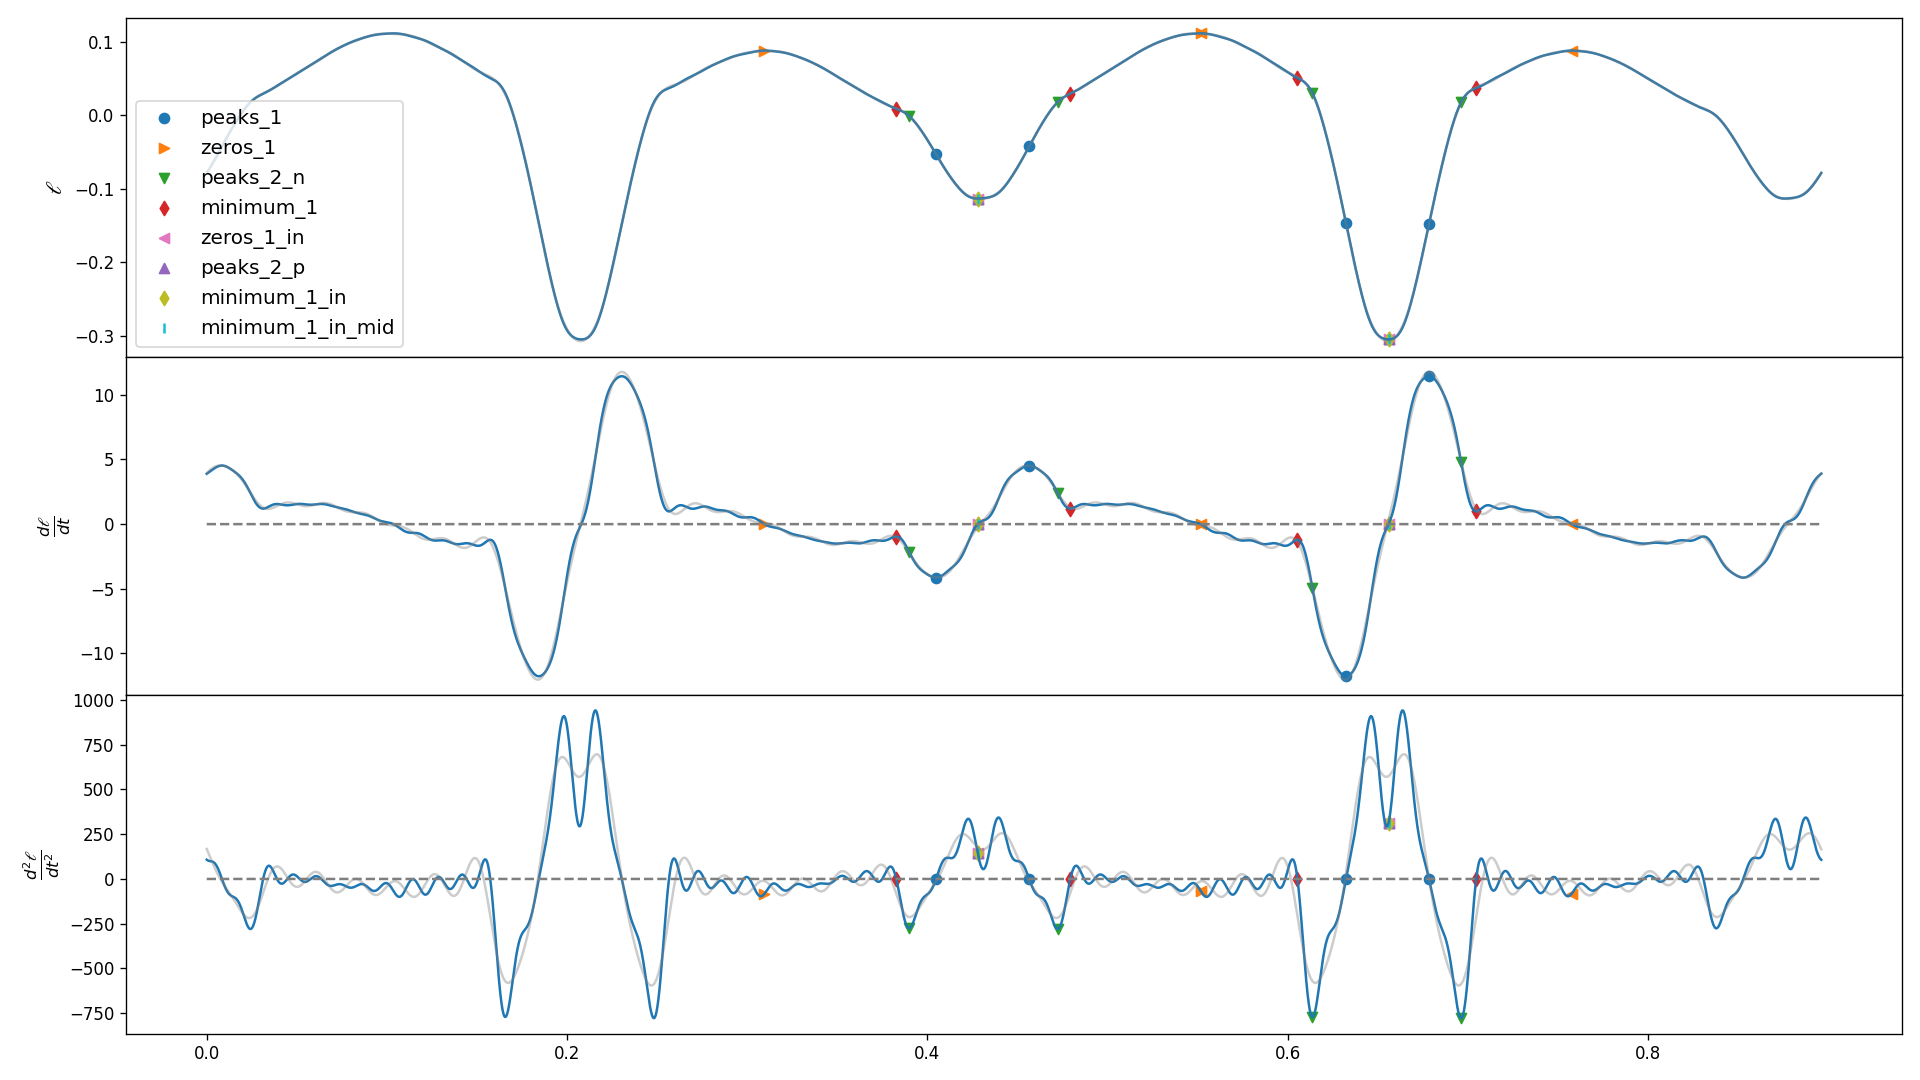 0.1
0.0
−0.1
−0.2
−0.3
ℓ
peaks_1
zeros_1
peaks_2_n
minimum_1
zeros_1_in
peaks_2_p
minimum_1_in
minimum_1_in_mid
10
5
0
−5
−10
dℓ/dt
1000
750
500
250
0
−250
−500
−750
d²ℓ/dt²
0.0 0.2 0.4 0.6 0.8